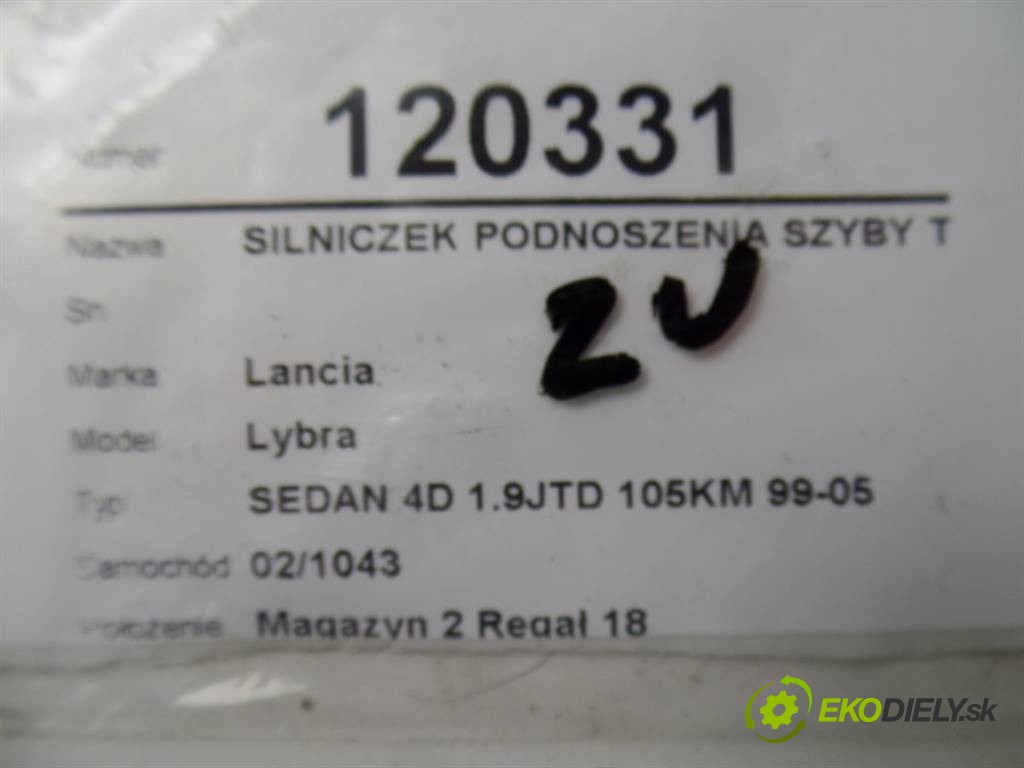 Numer 120331
Nazwa SILNICZEK PODNOSZENIA SZYBY T
Sn
Marka Lancia
Model Lybra
Typ SEDAN 4D 1.9JTD 105KM 99-05
Samochód 02/1043
Położenie Magazyn 2 Regał 18
EKODIELY.sk